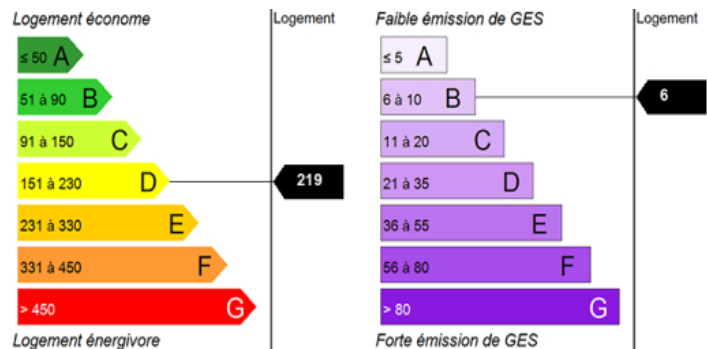 Logement économe
Logement
≤ 50 A
51 à 90 B
91 à 150 C
151 à 230 D
219
231 à 330 E
331 à 450 F
> 450 G
Logement énergivore
Faible émission de GES
Logement
≤ 5 A
6 à 10 B
6
11 à 20 C
21 à 35 D
36 à 55 E
56 à 80 F
> 80 G
Forte émission de GES